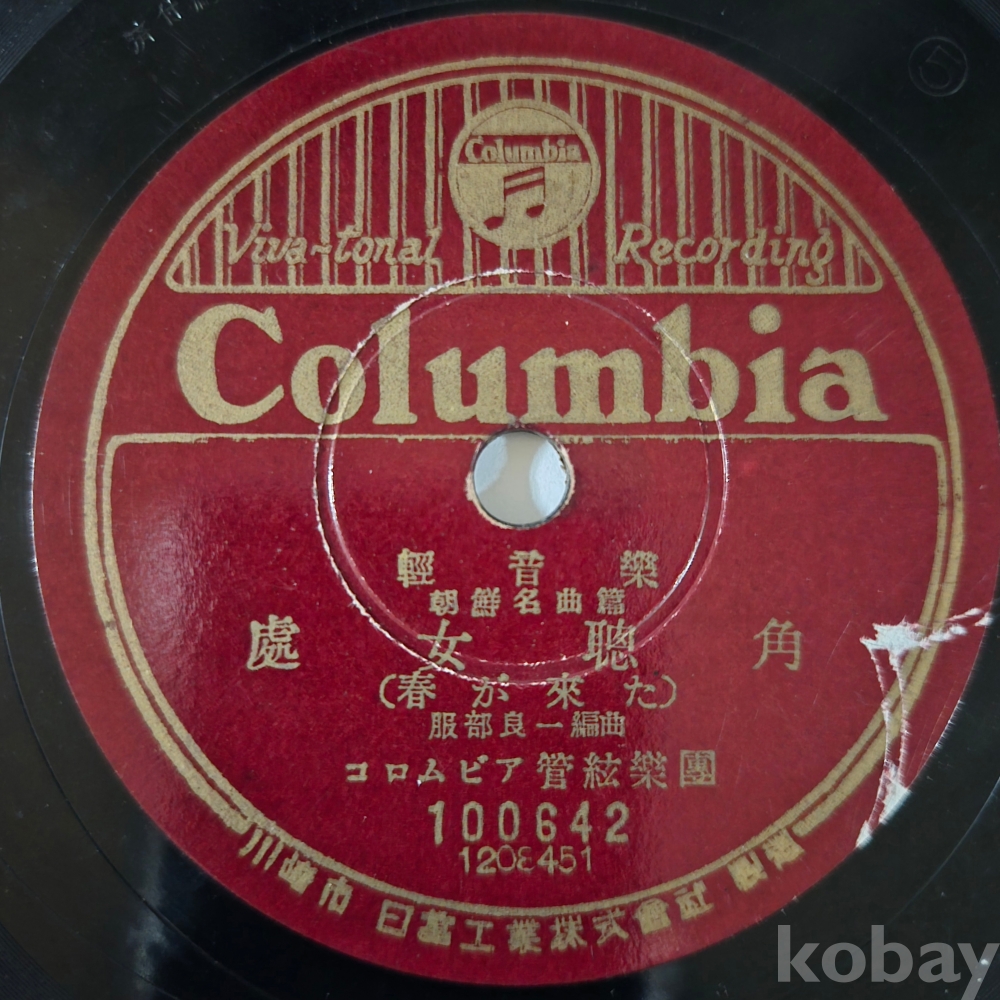 Columbia
Viva-tonal Recording
Columbia
輕音樂
朝鮮名曲篇
處女聰角
(春が來た)
服部良一編曲
コロムビア管絃樂團
100642
1208451
川崎市 日蓄工業株式會社
kobay